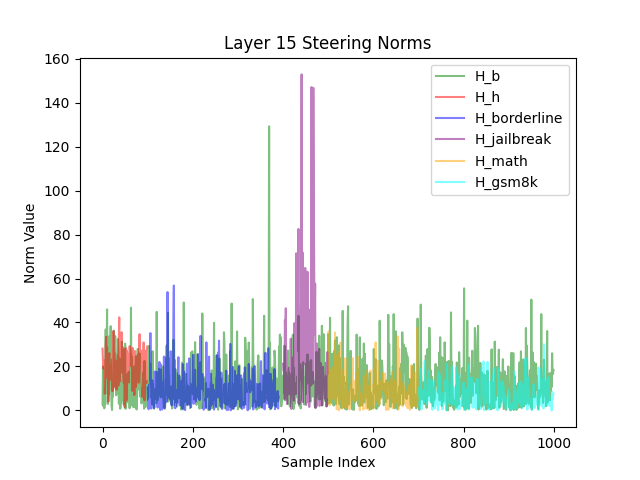 Layer 15 Steering Norms
160
140
120
100
80
60
40
20
0
Norm Value
0
200
400
600
800
1000
Sample Index
H_b
H_h
H_borderline
H_jailbreak
H_math
H_gsm8k